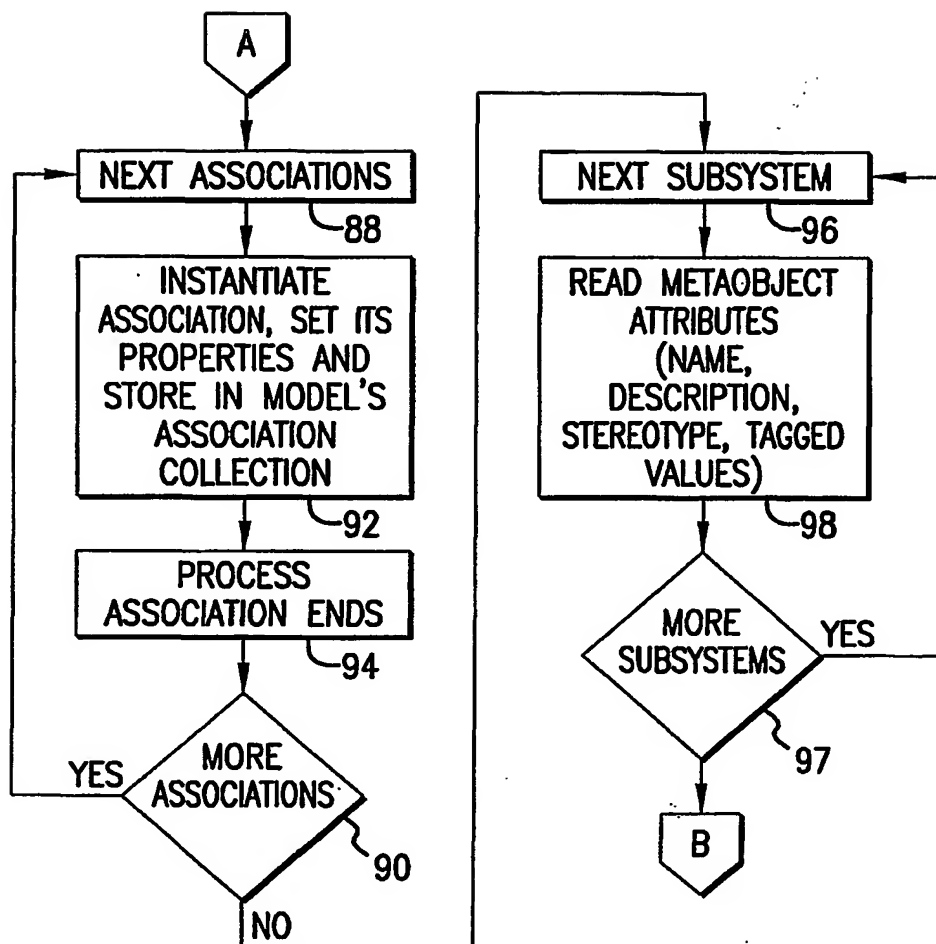 A
NEXT ASSOCIATIONS
88
INSTANTIATE
ASSOCIATION, SET ITS
PROPERTIES AND
STORE IN MODEL'S
ASSOCIATION
COLLECTION
92
PROCESS
ASSOCIATION ENDS
94
YES
MORE
ASSOCIATIONS
90
NO
NEXT SUBSYSTEM
96
READ METAOBJECT
ATTRIBUTES
(NAME,
DESCRIPTION,
STEREOTYPE, TAGGED
VALUES)
98
MORE
SUBSYSTEMS
YES
97
B